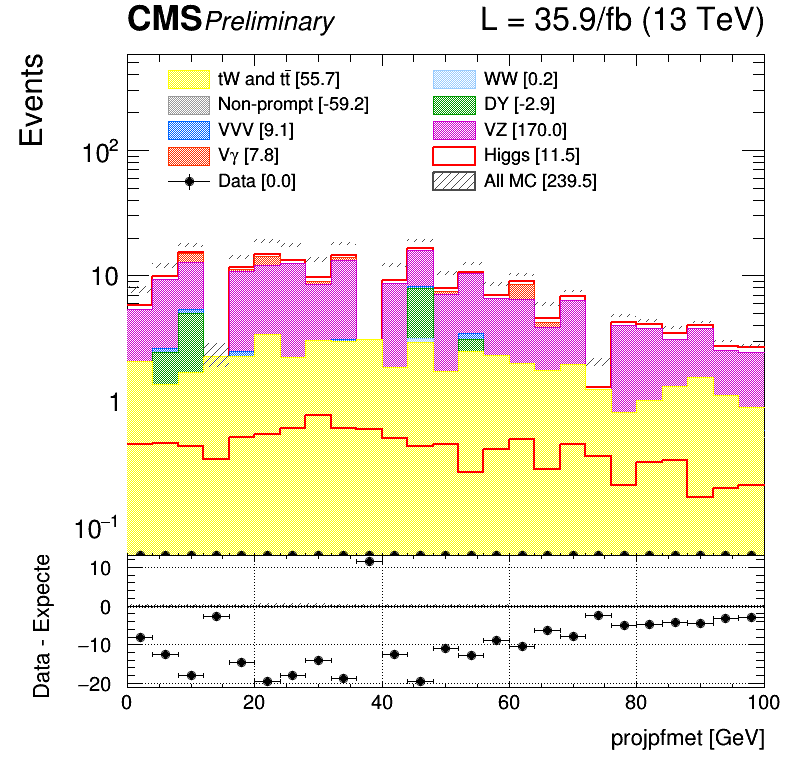 CMS Preliminary L = 35.9/fb (13 TeV)
Events
tW and tt̄ [55.7] WW [0.2]
Non-prompt [-59.2] DY [-2.9]
VVV [9.1] VZ [170.0]
Vγ [7.8] Higgs [11.5]
Data [0.0] All MC [239.5]
10²
10
1
10⁻¹
Data - Expecte
10
0
−10
−20
0 20 40 60 80 100
projpfmet [GeV]